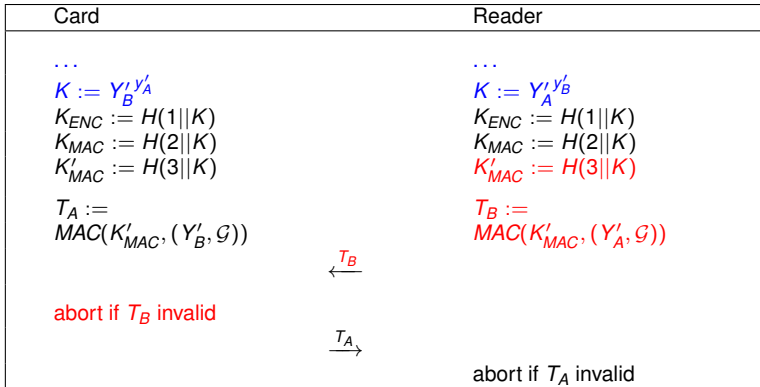 Card Reader
... ...
K := Y'_B^{y'_A} K := Y'_A^{y'_B}
K_ENC := H(1||K) K_ENC := H(1||K)
K_MAC := H(2||K) K_MAC := H(2||K)
K'_MAC := H(3||K) K'_MAC := H(3||K)
T_A := T_B :=
MAC(K'_MAC, (Y'_B, 𝒢)) MAC(K'_MAC, (Y'_A, 𝒢))
T_B
←
abort if T_B invalid
T_A
→
abort if T_A invalid